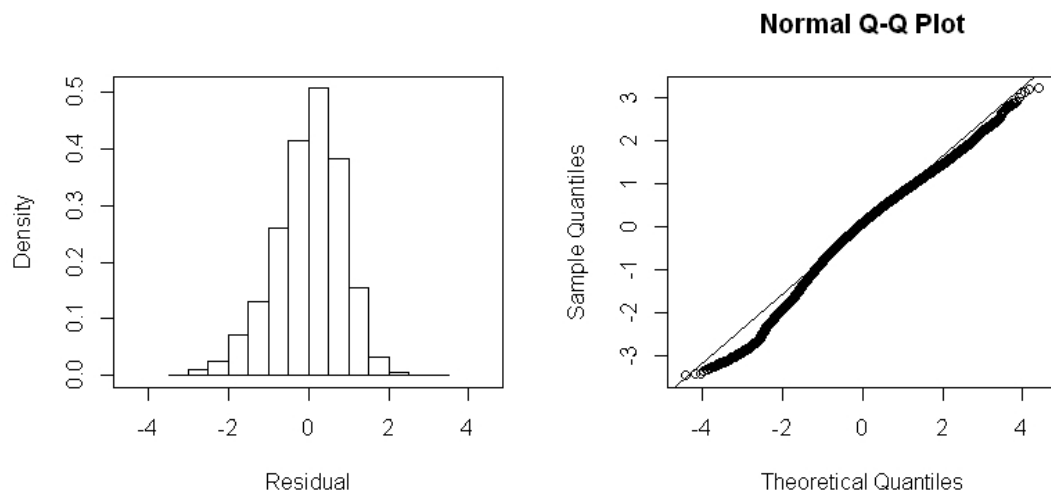 Normal Q-Q Plot
Density
0.0 0.1 0.2 0.3 0.4 0.5
-4 -2 0 2 4
Residual
Sample Quantiles
-3 -2 -1 0 1 2 3
-4 -2 0 2 4
Theoretical Quantiles